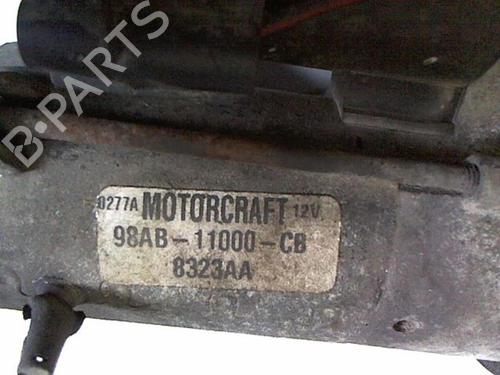 B-PARTS
0277A MOTORCRAFT 12V
98AB-11000-CB
8323AA